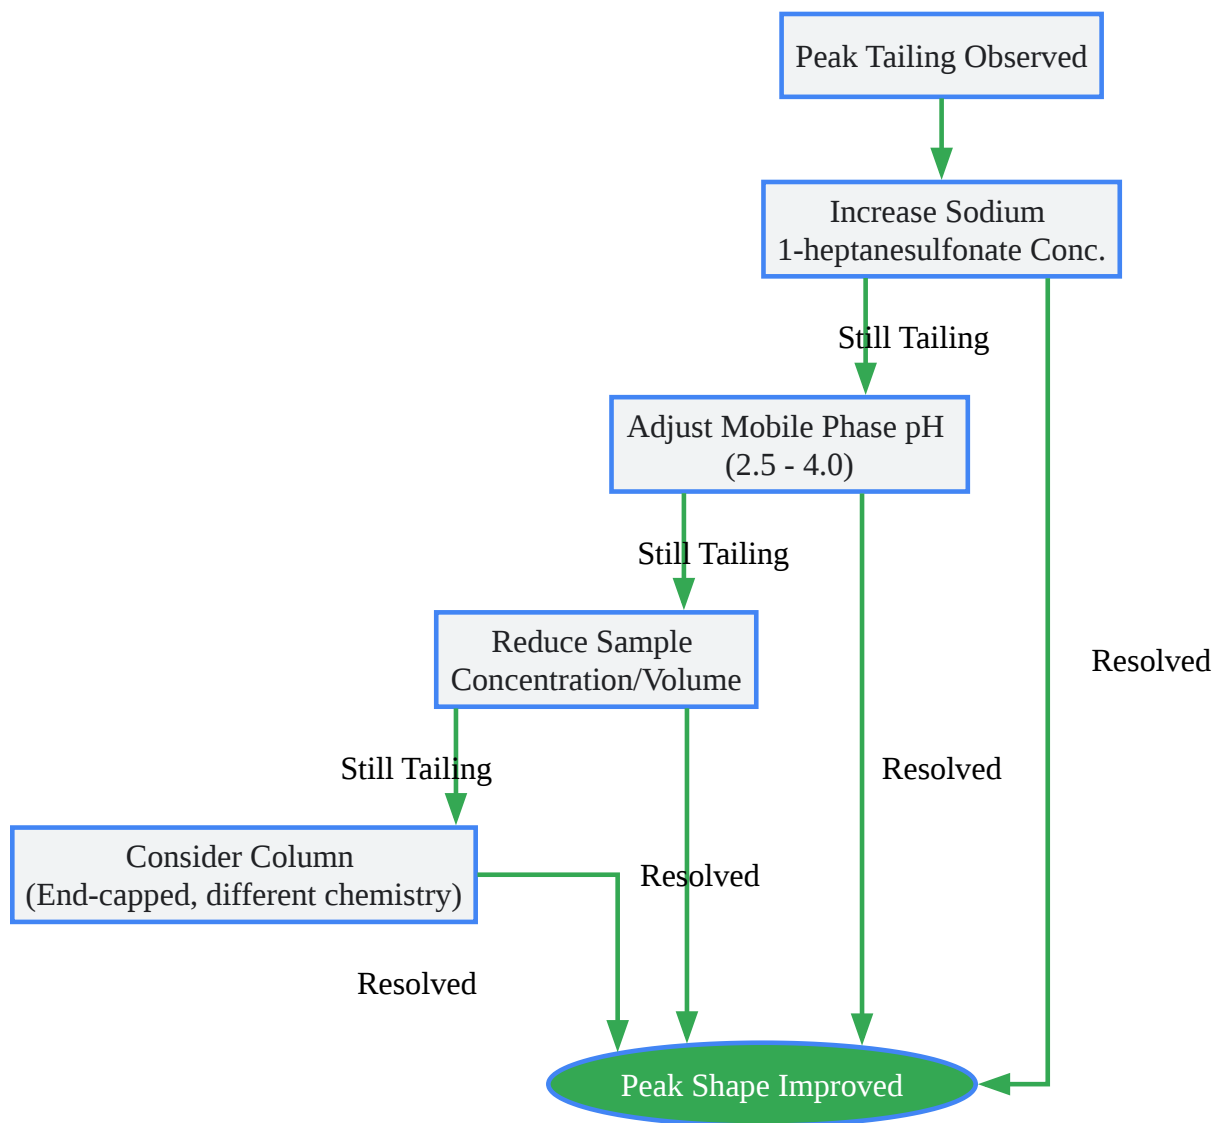 Peak Tailing Observed
Increase Sodium
1-heptanesulfonate Conc.
Still Tailing
Adjust Mobile Phase pH
(2.5 - 4.0)
Still Tailing
Reduce Sample
Concentration/Volume
Resolved
Still Tailing
Resolved
Consider Column
(End-capped, different chemistry)
Resolved
Resolved
Peak Shape Improved